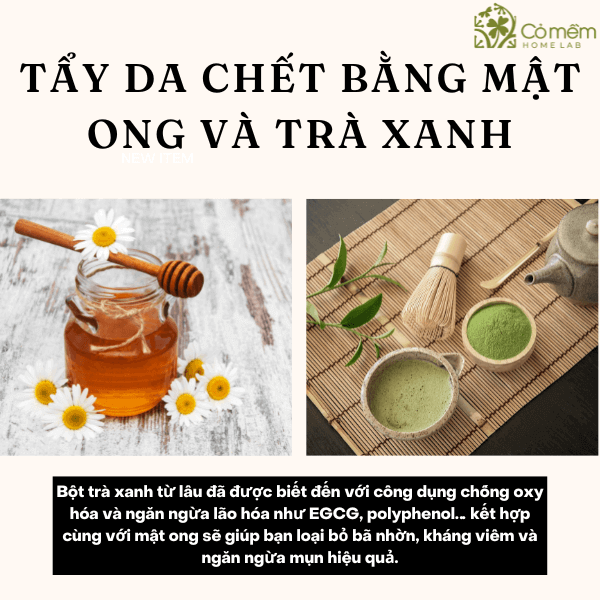 Cỏ mềm
HOME LAB
TẨY DA CHẾT BẰNG MẬT
ONG VÀ TRÀ XANH
NEW ITEM
Bột trà xanh từ lâu đã được biết đến với công dụng chống oxy
hóa và ngăn ngừa lão hóa như EGCG, polyphenol... kết hợp
cùng với mật ong sẽ giúp bạn loại bỏ bã nhờn, kháng viêm và
ngăn ngừa mụn hiệu quả.